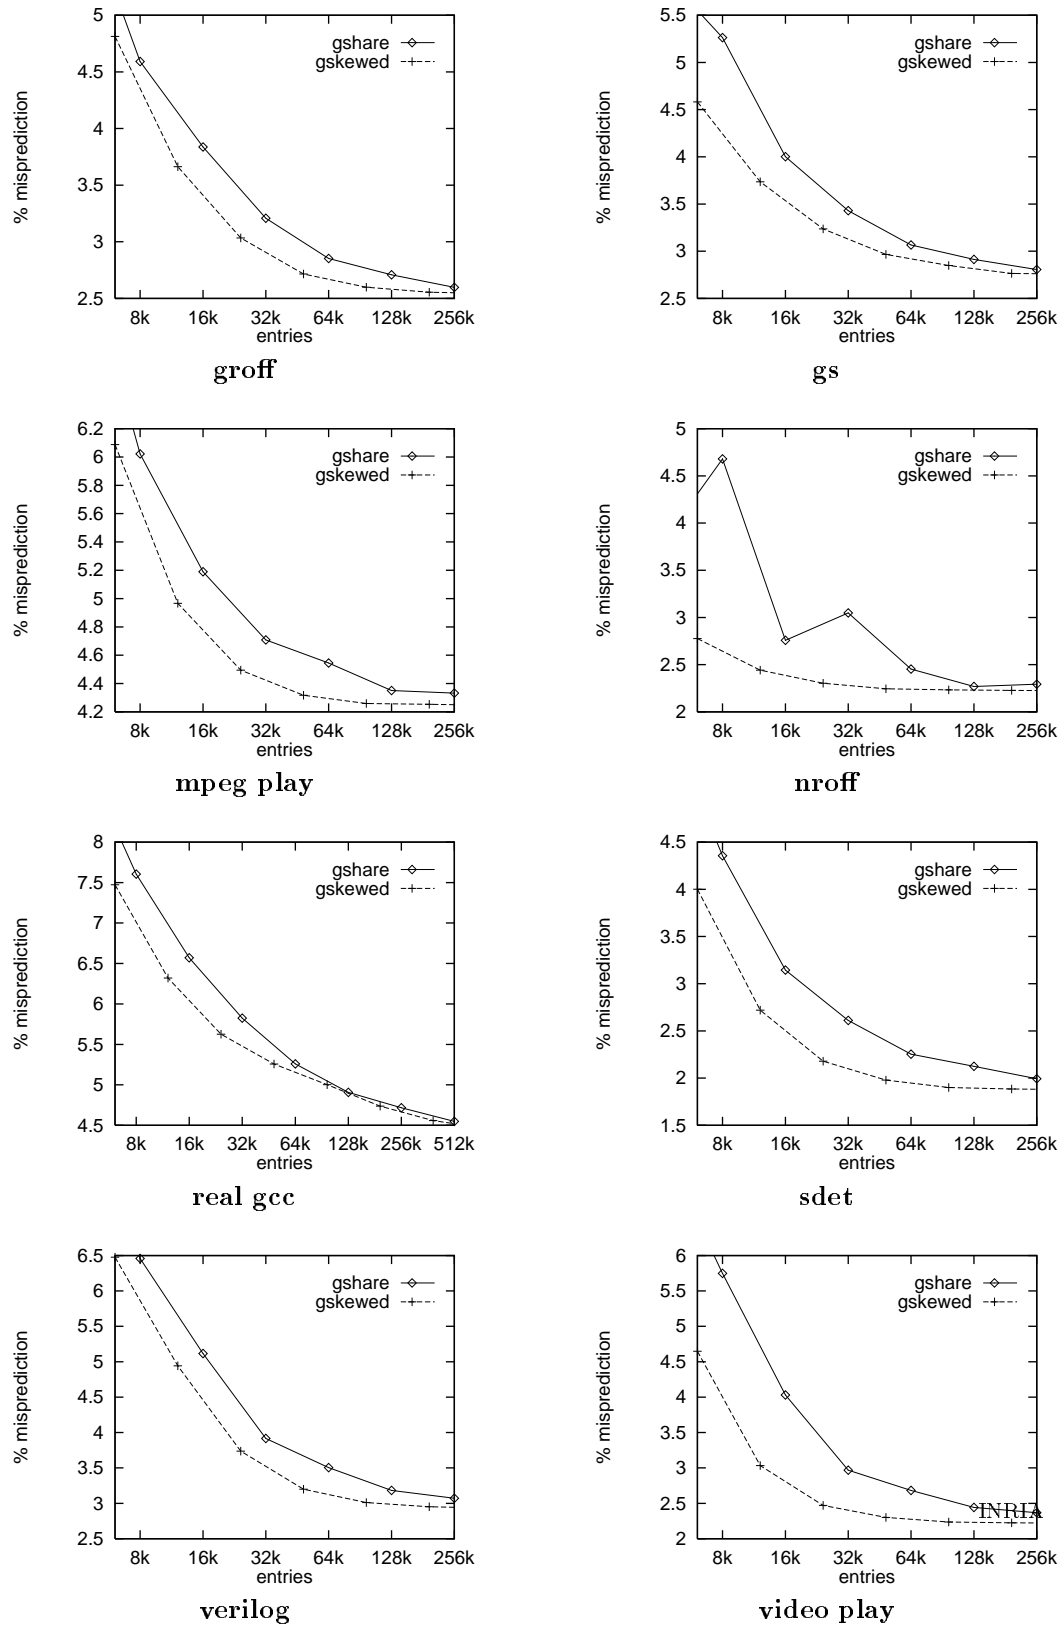 5
4.5
4
3.5
3
2.5
% misprediction
gshare
gskewed
8k 16k 32k 64k 128k 256k
entries
groff
5.5
5
4.5
4
3.5
3
2.5
% misprediction
gshare
gskewed
8k 16k 32k 64k 128k 256k
entries
gs
6.2
6
5.8
5.6
5.4
5.2
5
4.8
4.6
4.4
4.2
% misprediction
gshare
gskewed
8k 16k 32k 64k 128k 256k
entries
mpeg play
5
4.5
4
3.5
3
2.5
2
% misprediction
gshare
gskewed
8k 16k 32k 64k 128k 256k
entries
nroff
8
7.5
7
6.5
6
5.5
5
4.5
% misprediction
gshare
gskewed
8k 16k 32k 64k 128k 256k 512k
entries
real gcc
4.5
4
3.5
3
2.5
2
1.5
% misprediction
gshare
gskewed
8k 16k 32k 64k 128k 256k
entries
sdet
6.5
6
5.5
5
4.5
4
3.5
3
2.5
% misprediction
gshare
gskewed
8k 16k 32k 64k 128k 256k
entries
verilog
6
5.5
5
4.5
4
3.5
3
2.5
2
% misprediction
gshare
gskewed
INRIA
8k 16k 32k 64k 128k 256k
entries
video play